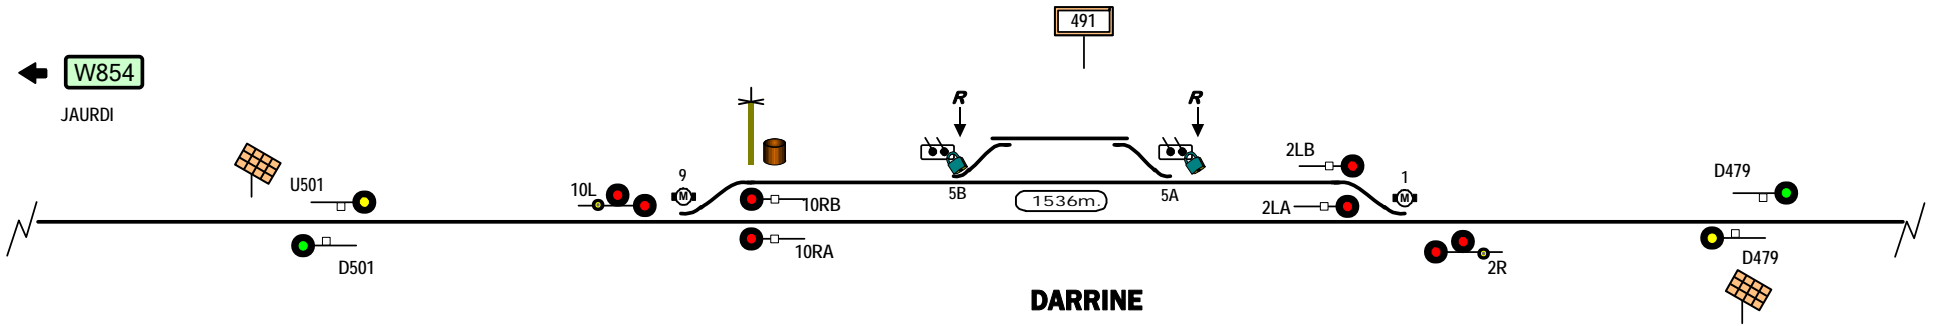 491
W854
JAURDI
R
R
2LB
D479
U501
10L
9
1
5B
5A
10RB
1536m.
2LA
M
M
D501
10RA
2R
D479
DARRINE